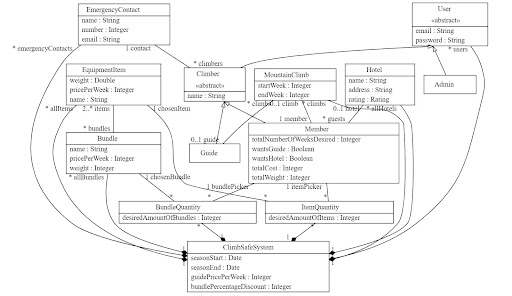 EmergencyContact
name : String
number : Integer
email : String
User
«abstract»
email : String
password : String
* emergencyContacts
1 contact
* users
* climbers
EquipmentItem
weight : Double
pricePerWeek : Integer
name : String
Climber
«abstract»
name : String
MountainClimb
startWeek : Integer
endWeek : Integer
Hotel
name : String
address : String
rating : Rating
Admin
* allItems
2..* items
1 chosenItem
* climbs
0..1 climb
* climbs
0..1 hotel
* allHotels
* bundles
1 member
* guests
Bundle
name : String
pricePerWeek : Integer
weight : Integer
0..1 guide
Guide
Member
totalNumberOfWeeksDesired : Integer
wantsGuide : Boolean
wantsHotel : Boolean
totalCost : Integer
totalWeight : Integer
* allBundles
1 chosenBundle
1 bundlePicker
1 itemPicker
*
*
*
*
BundleQuantity
desiredAmountOfBundles : Integer
ItemQuantity
desiredAmountOfItems : Integer
*
*
ClimbSafeSystem
seasonStart : Date
seasonEnd : Date
guidePricePerWeek : Integer
bundlePercentageDiscount : Integer